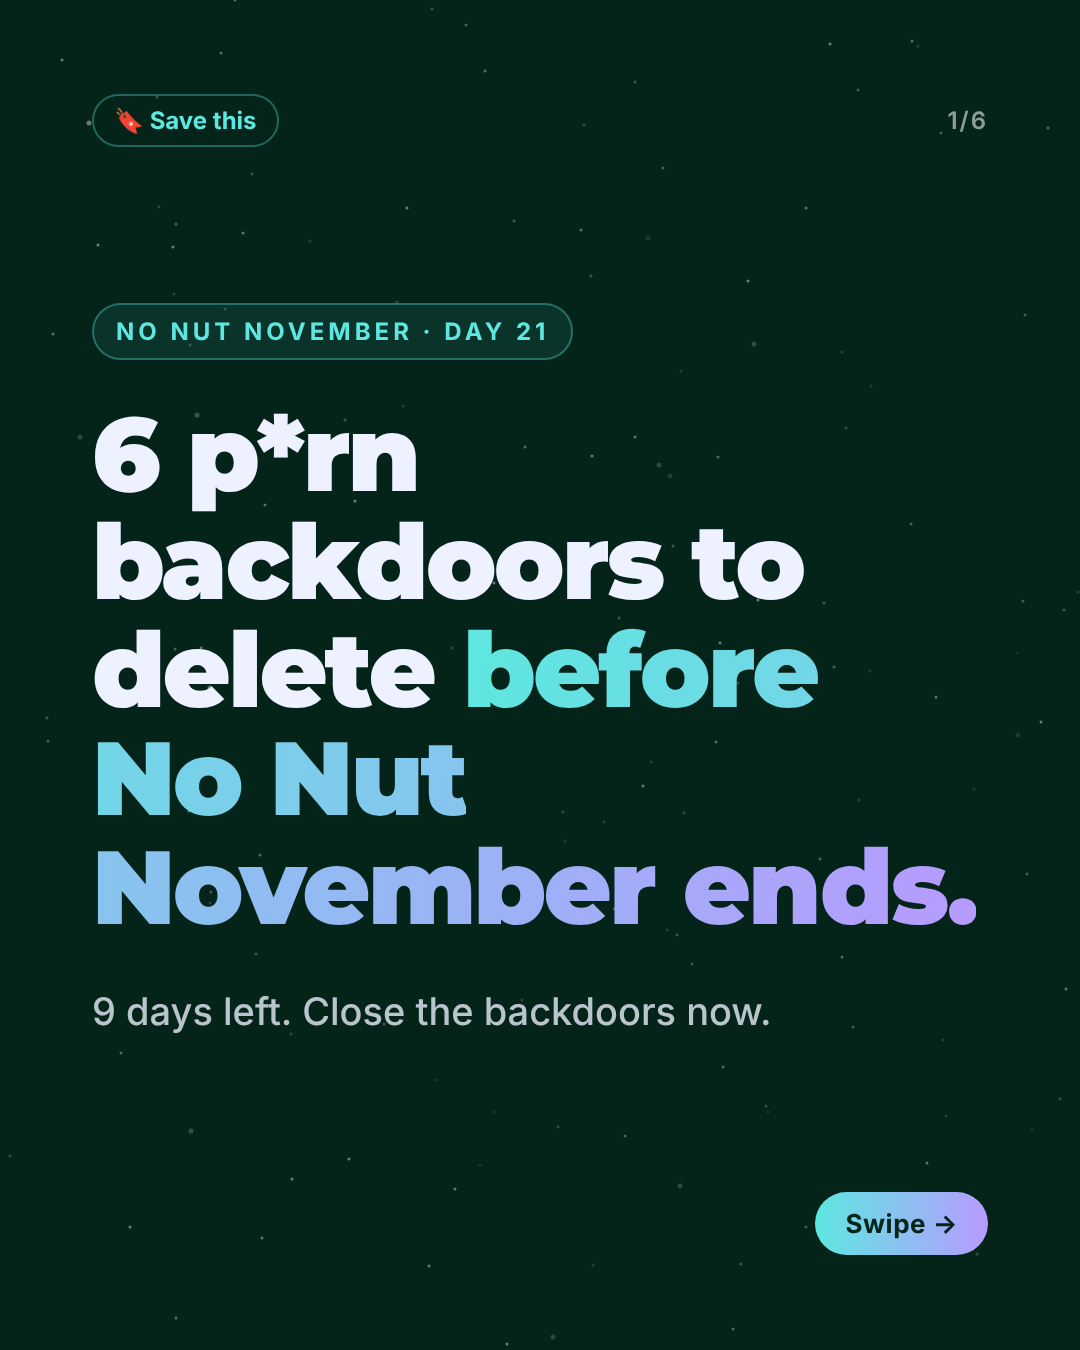 🔖 Save this
1/6
NO NUT NOVEMBER · DAY 21
6 p*rn
backdoors to
delete before
No Nut
November ends.
9 days left. Close the backdoors now.
Swipe →